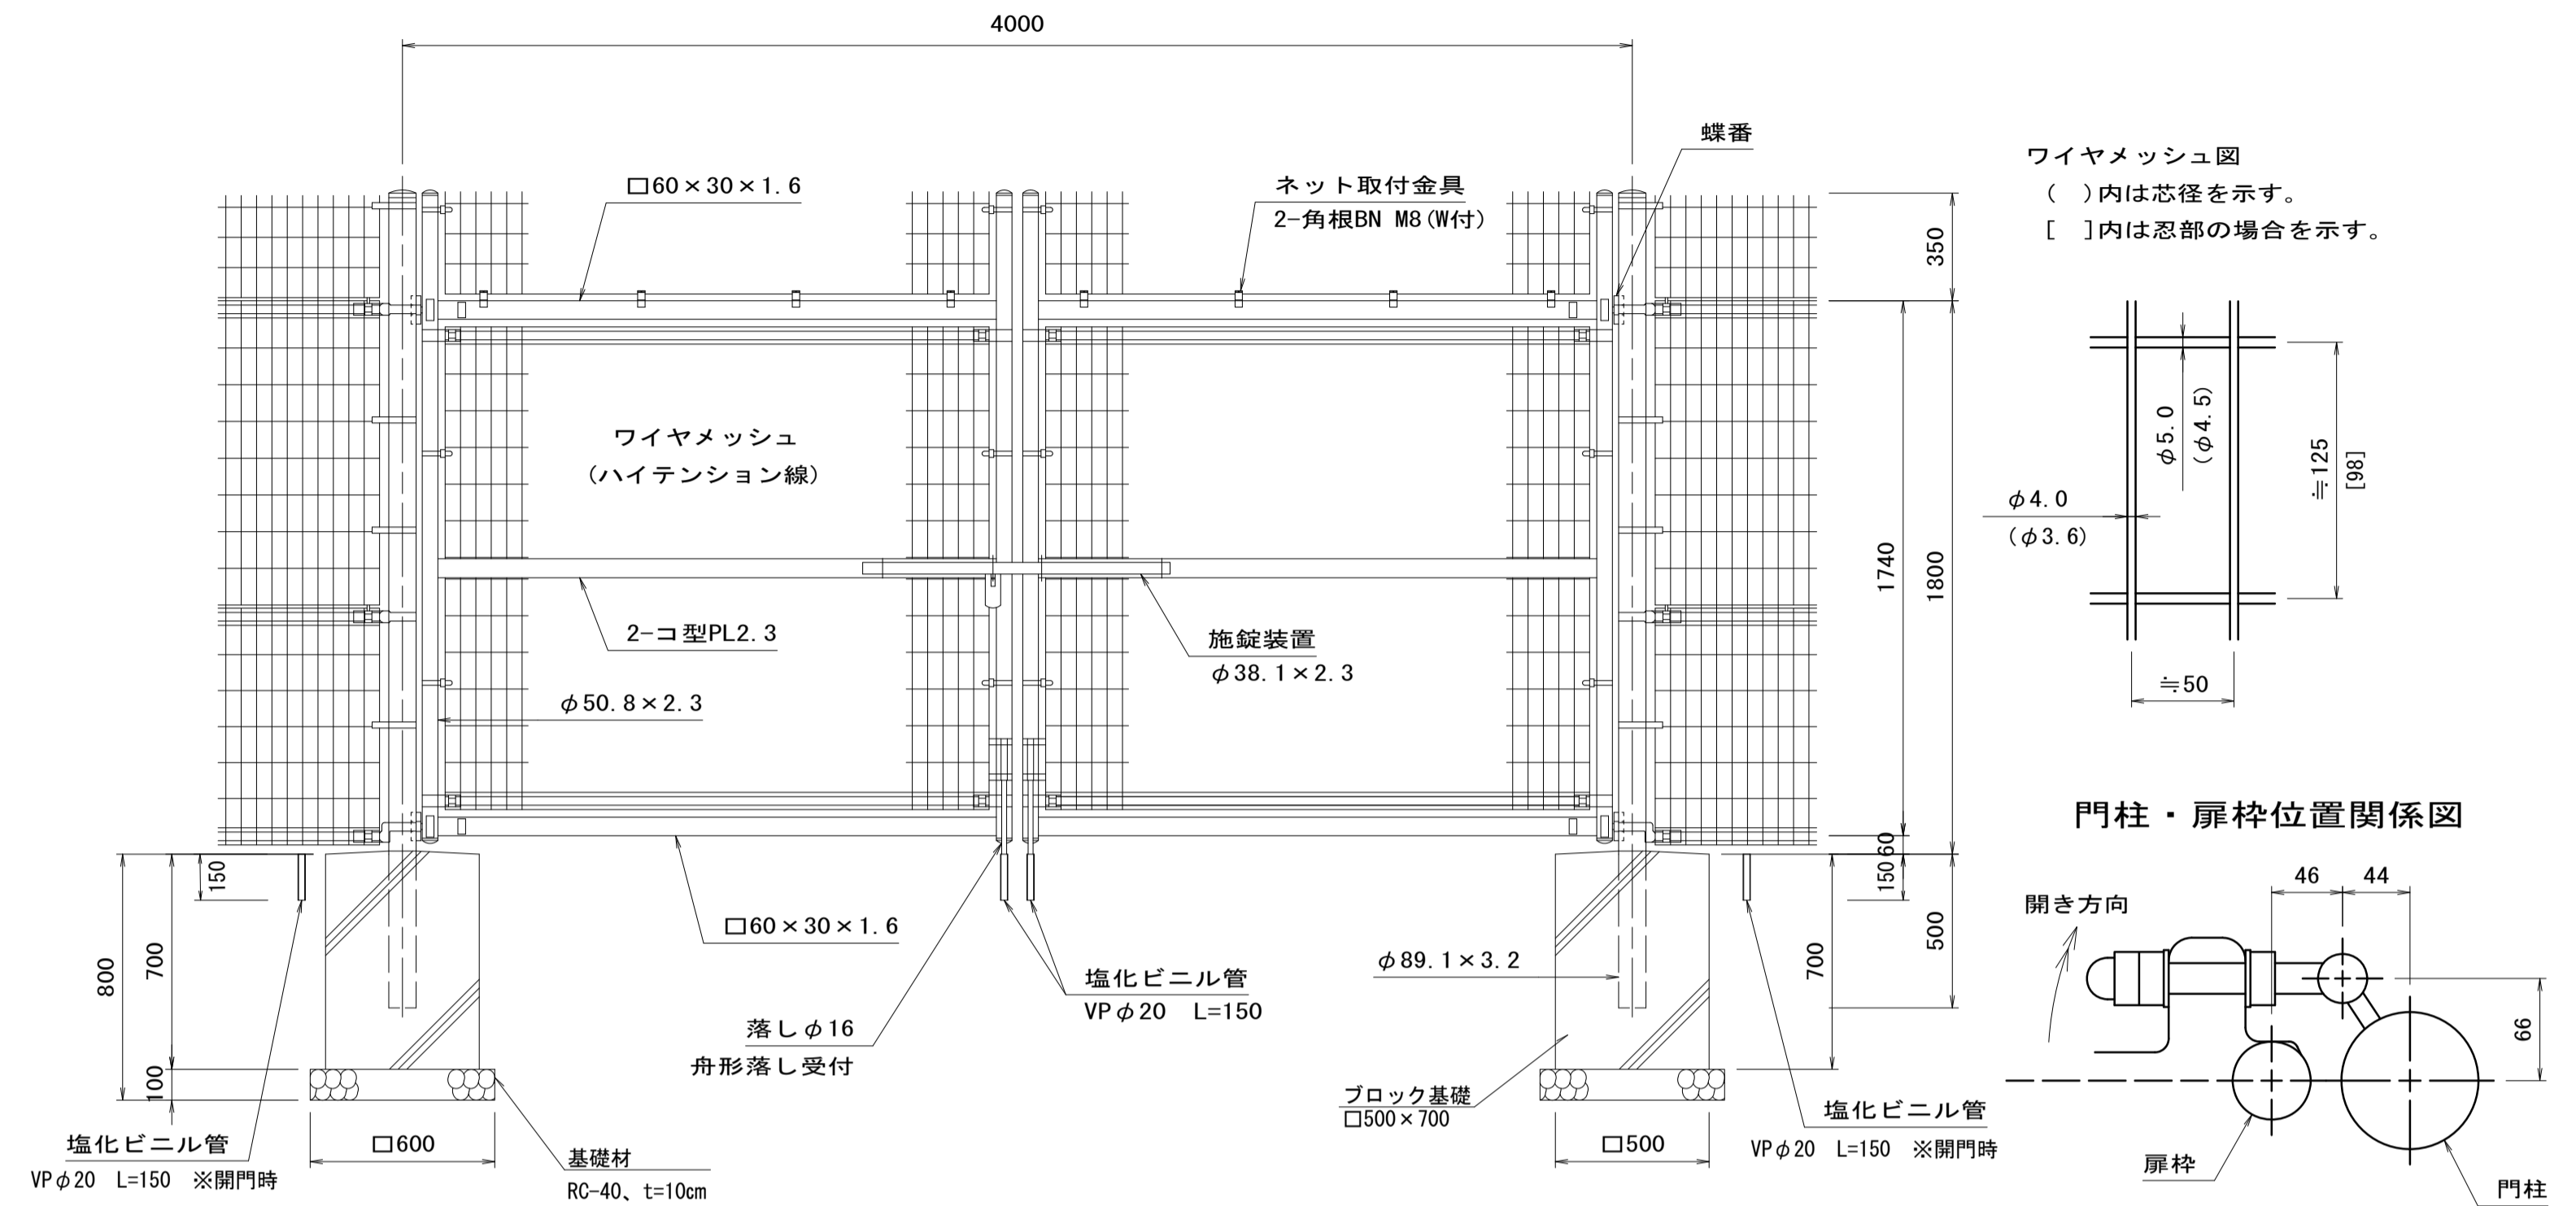 4000
蝶番
□60×30×1.6
ネット取付金具
2-角根BN M8(W付)
ワイヤメッシュ図
( )内は芯径を示す。
[ ]内は忍部の場合を示す。
350
ワイヤメッシュ
(ハイテンション線)
φ5.0
(φ4.5)
≒125
[98]
φ4.0
(φ3.6)
1740
1800
2-コ型PL2.3
施錠装置
φ38.1×2.3
φ50.8×2.3
≒50
門柱・扉枠位置関係図
60
150
150
500
700
800
700
100
□60×30×1.6
φ89.1×3.2
塩化ビニル管
VPφ20 L=150
落しφ16
舟形落し受付
46
44
開き方向
66
ブロック基礎
□500×700
塩化ビニル管
VPφ20 L=150 ※開門時
□600
基礎材
RC-40、t=10㎝
□500
塩化ビニル管
VPφ20 L=150 ※開門時
扉枠
門柱